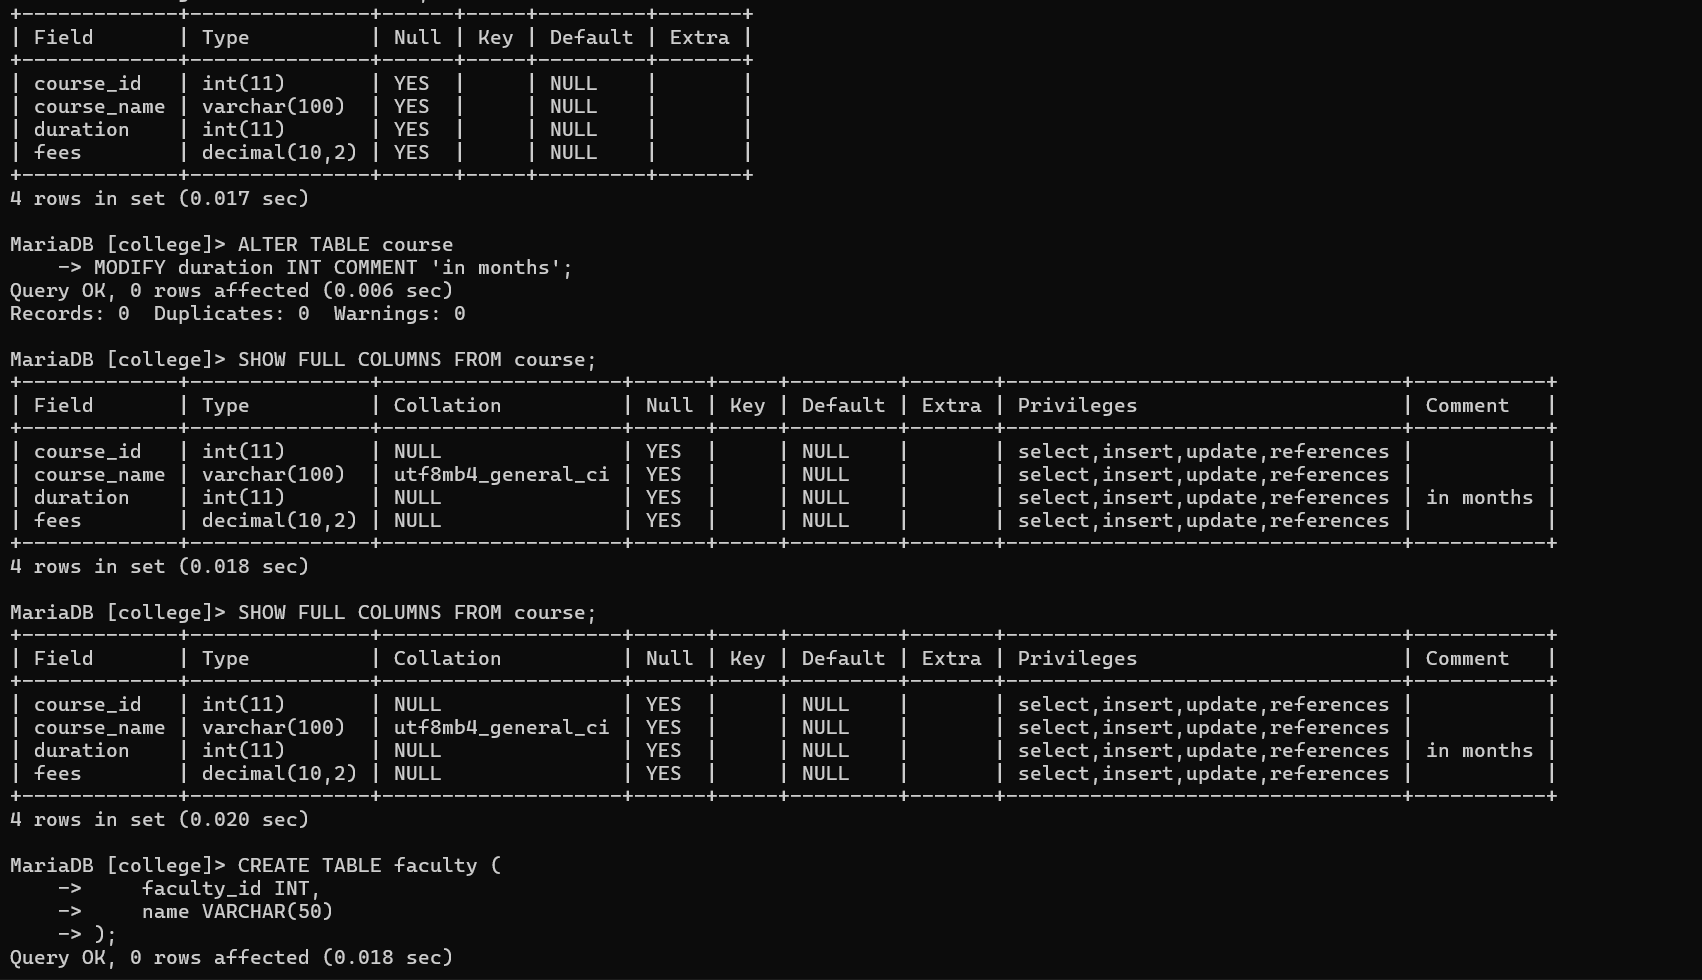 +-------------+---------------+------+-----+---------+-------+
| Field       | Type          | Null | Key | Default | Extra |
+-------------+---------------+------+-----+---------+-------+
| course_id   | int(11)       | YES  |     | NULL    |       |
| course_name | varchar(100)  | YES  |     | NULL    |       |
| duration    | int(11)       | YES  |     | NULL    |       |
| fees        | decimal(10,2) | YES  |     | NULL    |       |
+-------------+---------------+------+-----+---------+-------+
4 rows in set (0.017 sec)

MariaDB [college]> ALTER TABLE course
    -> MODIFY duration INT COMMENT 'in months';
Query OK, 0 rows affected (0.006 sec)
Records: 0  Duplicates: 0  Warnings: 0

MariaDB [college]> SHOW FULL COLUMNS FROM course;
+-------------+---------------+--------------------+------+-----+---------+-------+---------------------------------+-----------+
| Field       | Type          | Collation          | Null | Key | Default | Extra | Privileges                      | Comment   |
+-------------+---------------+--------------------+------+-----+---------+-------+---------------------------------+-----------+
| course_id   | int(11)       | NULL               | YES  |     | NULL    |       | select,insert,update,references |           |
| course_name | varchar(100)  | utf8mb4_general_ci | YES  |     | NULL    |       | select,insert,update,references |           |
| duration    | int(11)       | NULL               | YES  |     | NULL    |       | select,insert,update,references | in months |
| fees        | decimal(10,2) | NULL               | YES  |     | NULL    |       | select,insert,update,references |           |
+-------------+---------------+--------------------+------+-----+---------+-------+---------------------------------+-----------+
4 rows in set (0.018 sec)

MariaDB [college]> SHOW FULL COLUMNS FROM course;
+-------------+---------------+--------------------+------+-----+---------+-------+---------------------------------+-----------+
| Field       | Type          | Collation          | Null | Key | Default | Extra | Privileges                      | Comment   |
+-------------+---------------+--------------------+------+-----+---------+-------+---------------------------------+-----------+
| course_id   | int(11)       | NULL               | YES  |     | NULL    |       | select,insert,update,references |           |
| course_name | varchar(100)  | utf8mb4_general_ci | YES  |     | NULL    |       | select,insert,update,references |           |
| duration    | int(11)       | NULL               | YES  |     | NULL    |       | select,insert,update,references | in months |
| fees        | decimal(10,2) | NULL               | YES  |     | NULL    |       | select,insert,update,references |           |
+-------------+---------------+--------------------+------+-----+---------+-------+---------------------------------+-----------+
4 rows in set (0.020 sec)

MariaDB [college]> CREATE TABLE faculty (
    ->     faculty_id INT,
    ->     name VARCHAR(50)
    -> );
Query OK, 0 rows affected (0.018 sec)